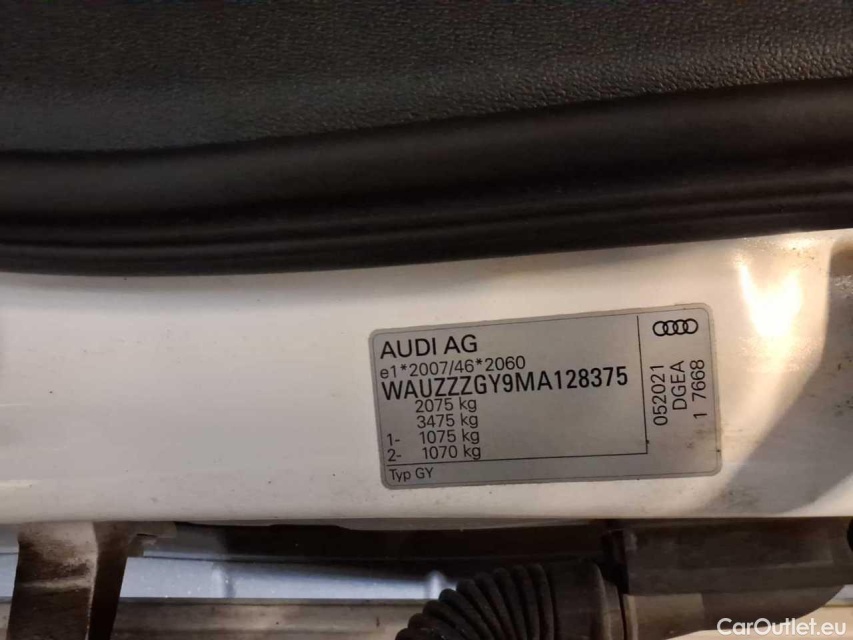 AUDI AG
e1*2007/46*2060
WAUZZZGY9MA128375
2075 kg
3475 kg
1- 1075 kg
2- 1070 kg
Typ GY
052021
DGEA
1 7668
CarOutlet.eu